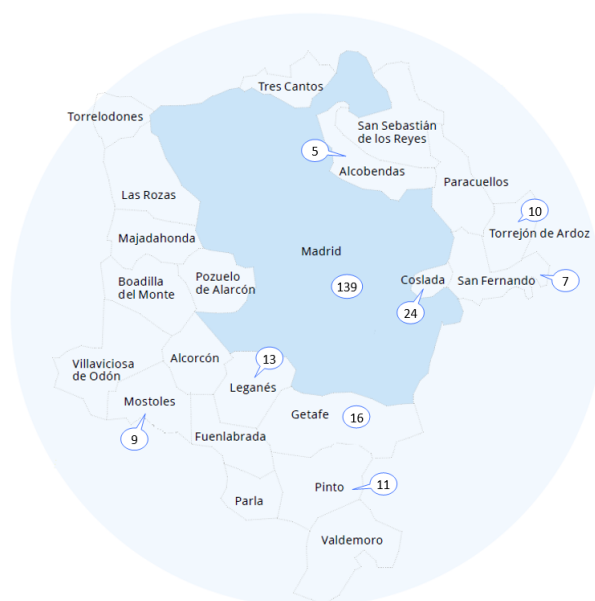 Tres Cantos
Torrelodones
San Sebastián
de los Reyes
5
Alcobendas
Paracuellos
Las Rozas
10
Torrejón de Ardoz
Majadahonda
Madrid
Pozuelo
de Alarcón
Boadilla
del Monte
Coslada
San Fernando
7
139
24
13
Alcorcón
Villaviciosa
de Odón
Leganés
Mostoles
Getafe
16
9
Fuenlabrada
Pinto
11
Parla
Valdemoro